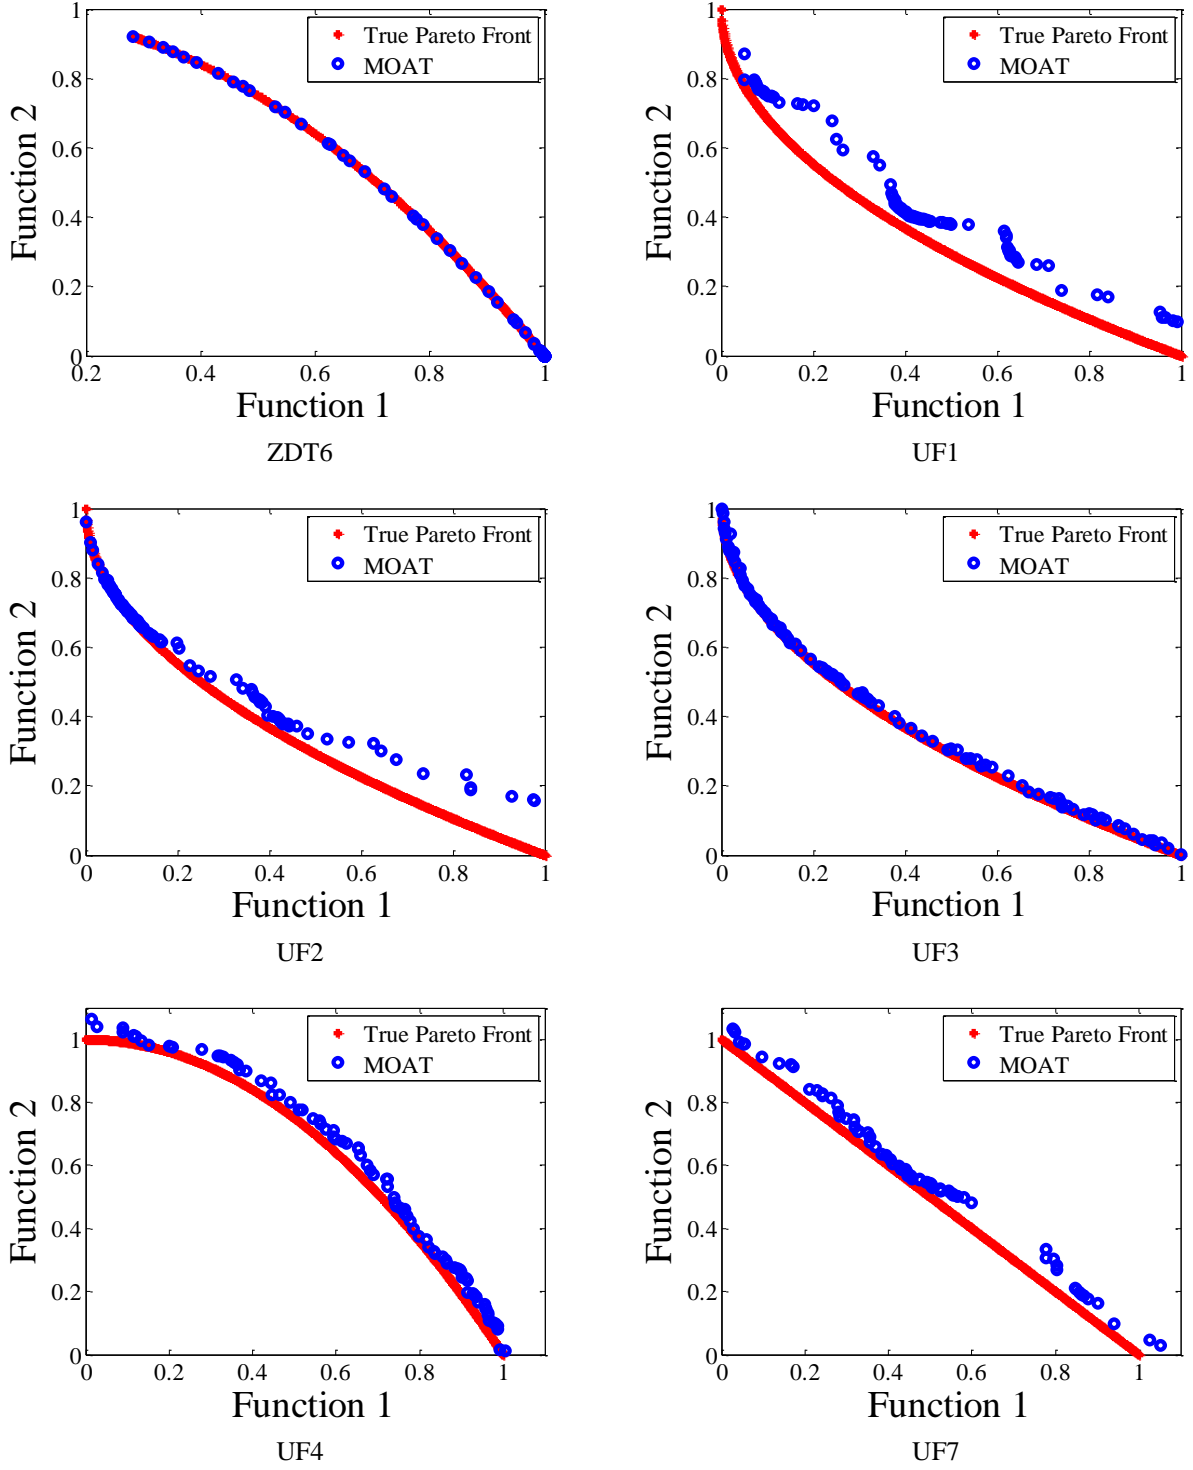 1
0.8
0.6
0.4
0.2
0
0.2 0.4 0.6 0.8 1
Function 2
Function 1
True Pareto Front
MOAT
ZDT6
1
0.8
0.6
0.4
0.2
0
0 0.2 0.4 0.6 0.8 1
Function 2
Function 1
True Pareto Front
MOAT
UF1
1
0.8
0.6
0.4
0.2
0
0 0.2 0.4 0.6 0.8 1
Function 2
Function 1
True Pareto Front
MOAT
UF2
1
0.8
0.6
0.4
0.2
0
0 0.2 0.4 0.6 0.8 1
Function 2
Function 1
True Pareto Front
MOAT
UF3
1
0.8
0.6
0.4
0.2
0
0 0.2 0.4 0.6 0.8 1
Function 2
Function 1
True Pareto Front
MOAT
UF4
1
0.8
0.6
0.4
0.2
0
0 0.2 0.4 0.6 0.8 1
Function 2
Function 1
True Pareto Front
MOAT
UF7